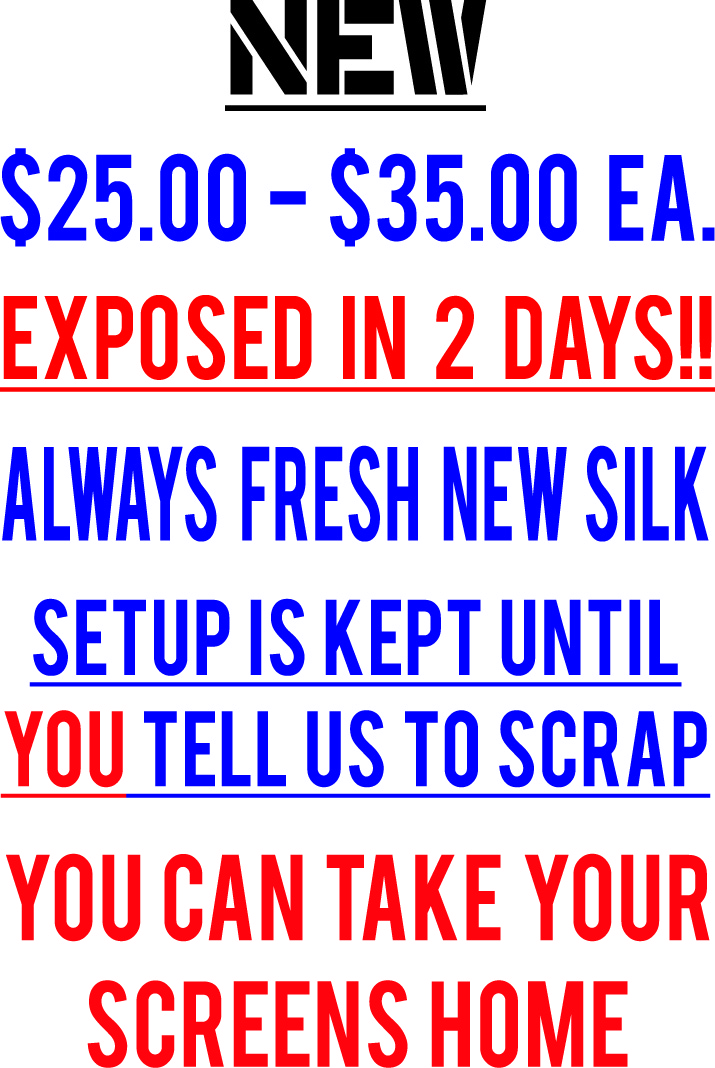 NEW
$25.00 - $35.00 EA.
EXPOSED IN 2 DAYS!!
ALWAYS FRESH NEW SILK
SETUP IS KEPT UNTIL
YOU TELL US TO SCRAP
YOU CAN TAKE YOUR
SCREENS HOME